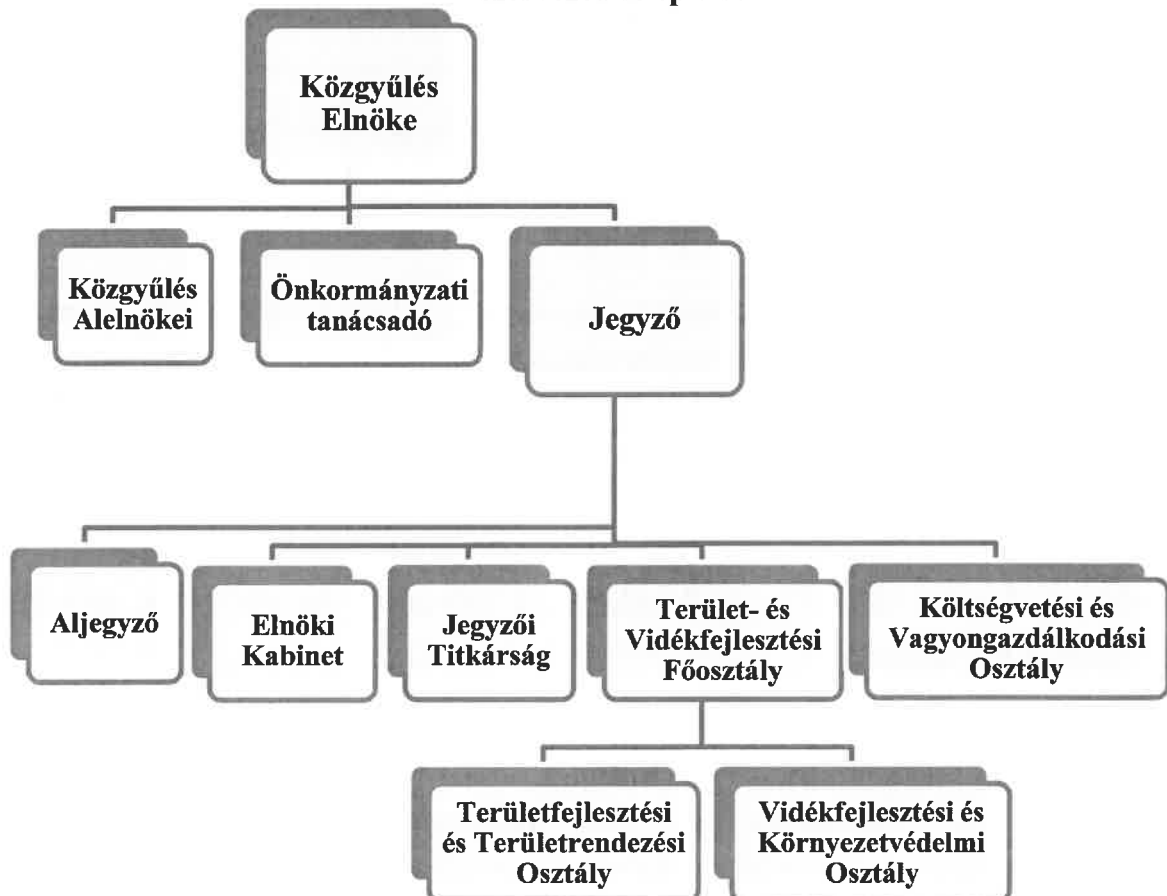 Közgyűlés
Elnöke
Közgyűlés
Alelnökei
Önkormányzati
tanácsadó
Jegyző
Aljegyző
Elnöki
Kabinet
Jegyzői
Titkárság
Terület- és
Vidékfejlesztési
Főosztály
Költségvetési és
Vagyongazdálkodási
Osztály
Területfejlesztési
és Területrendezési
Osztály
Vidékfejlesztési és
Környezetvédelmi
Osztály